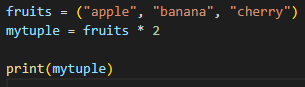 fruits = ("apple", "banana", "cherry")
mytuple = fruits * 2
print(mytuple)